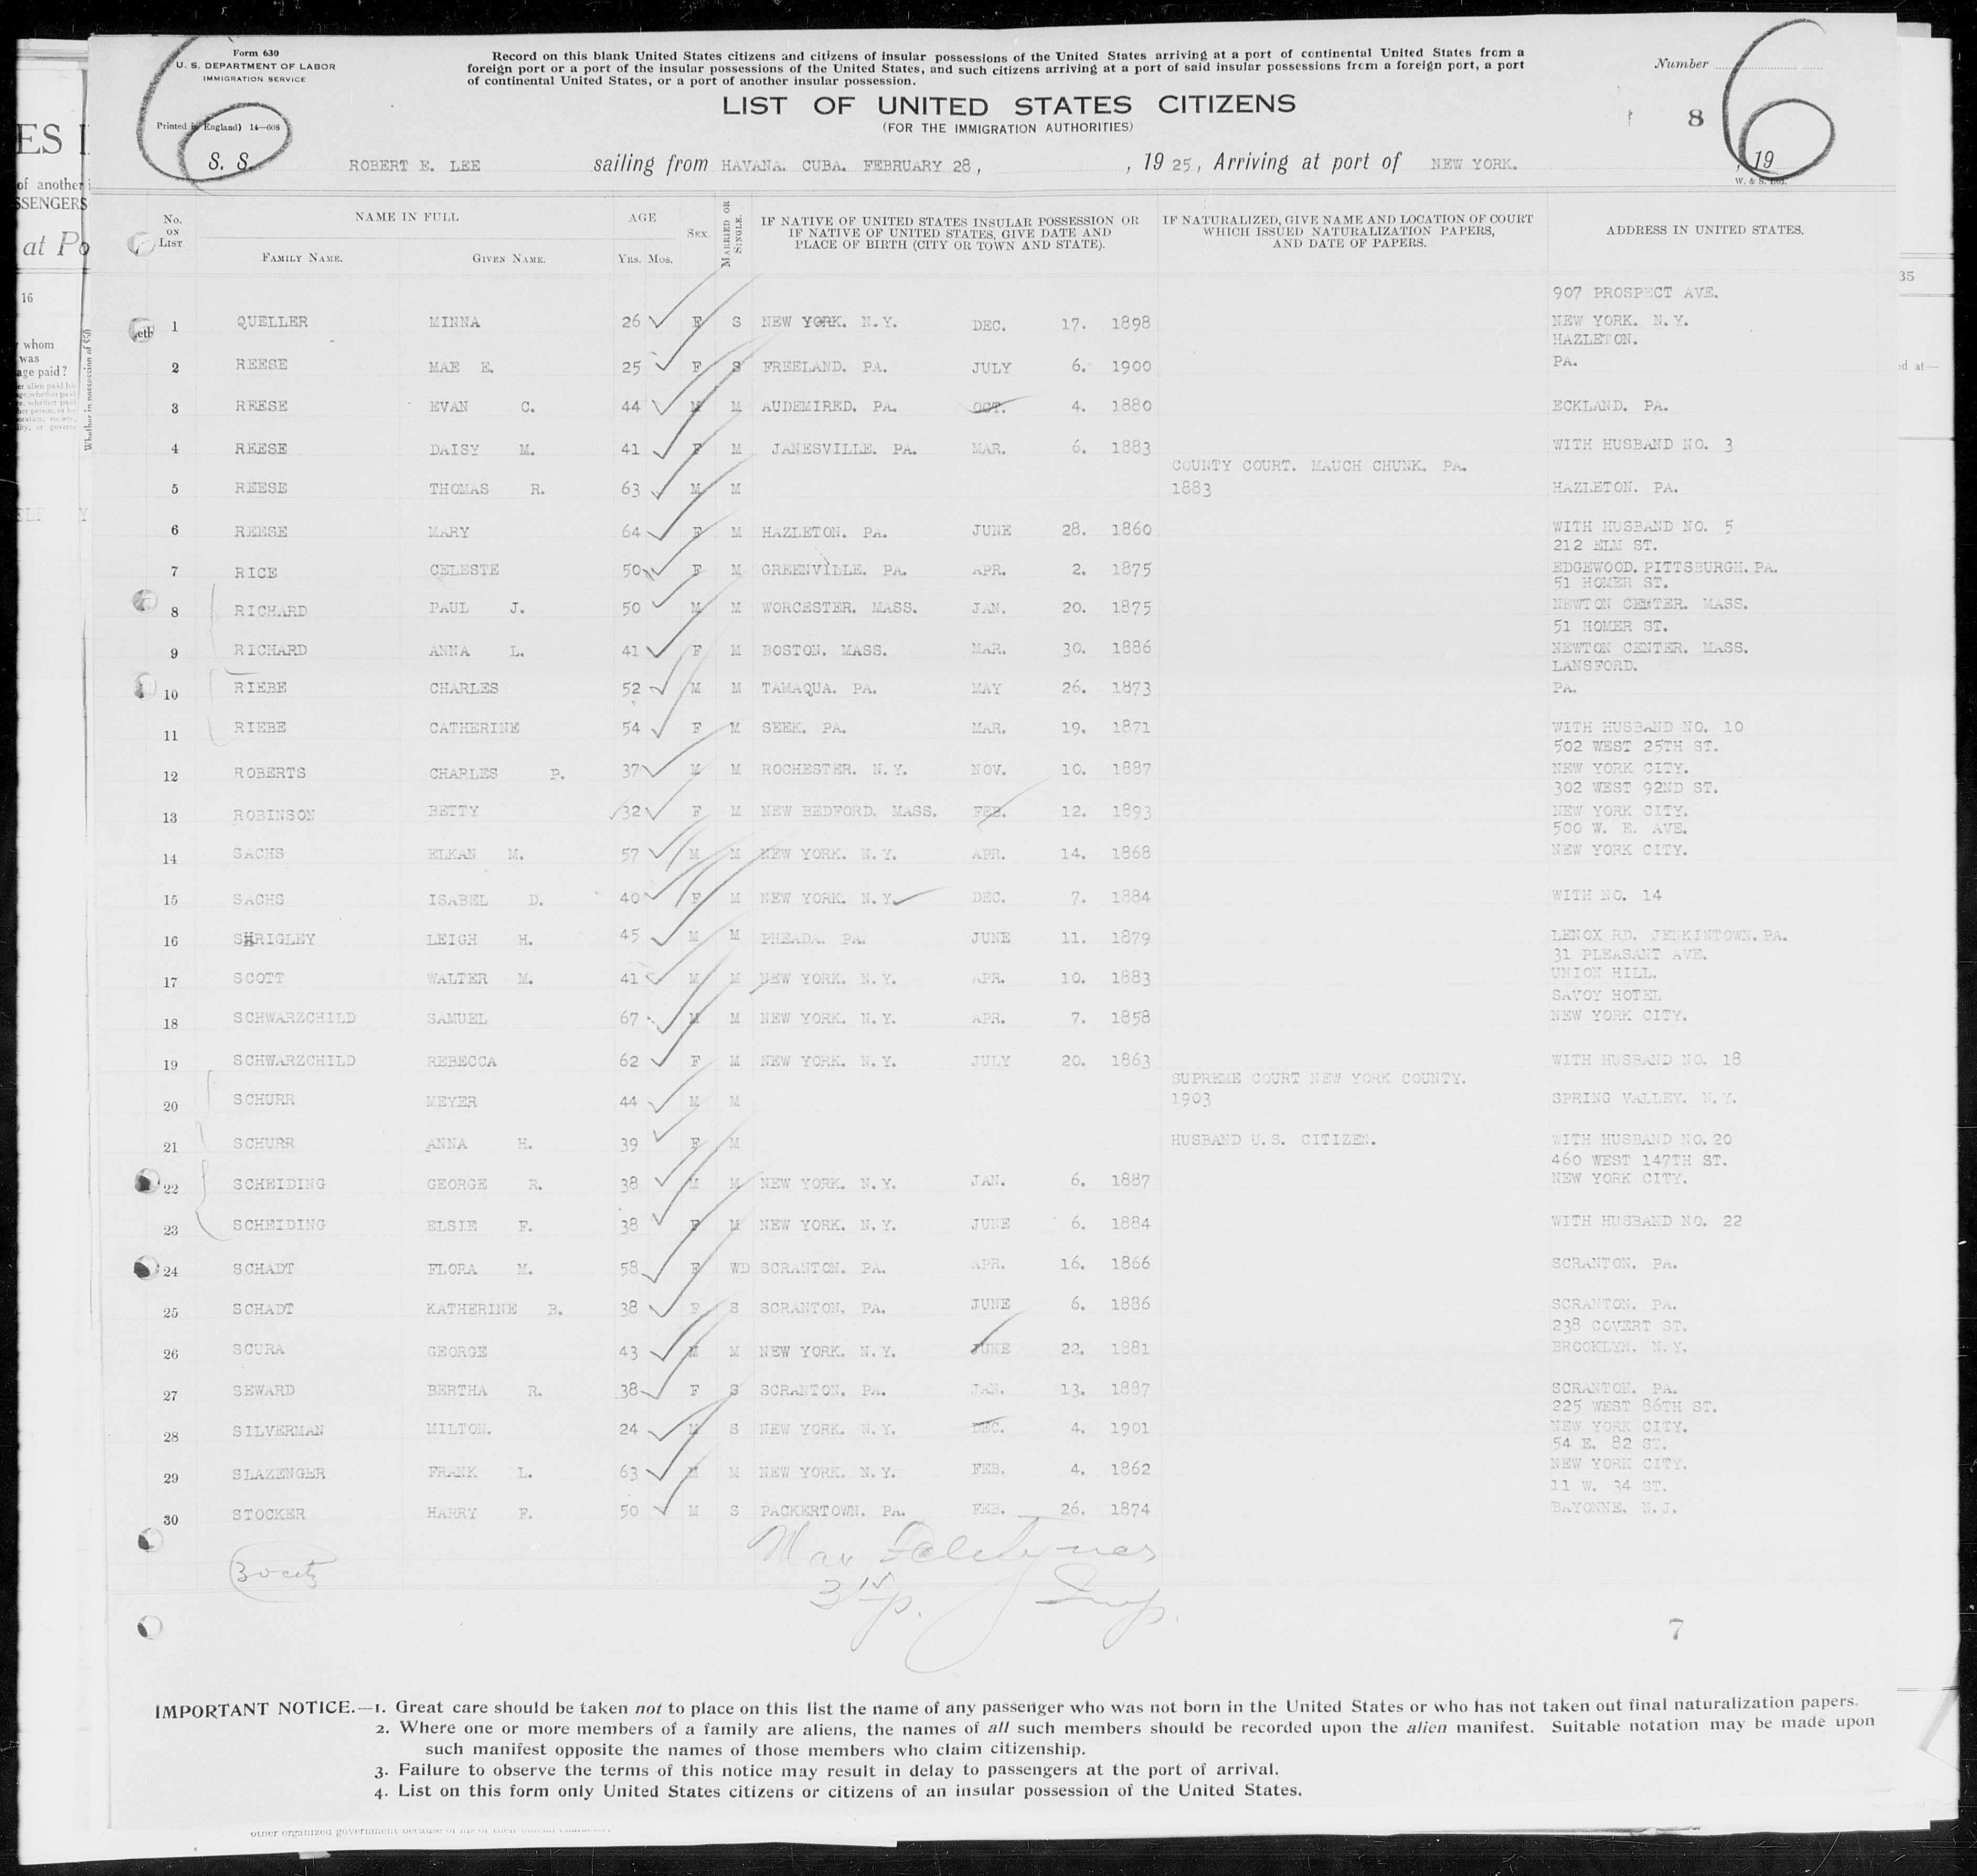 Form 630
U. S. DEPARTMENT OF LABOR
IMMIGRATION SERVICE
Printed in England) 14—608
Record on this blank United States citizens and citizens of insular possessions of the United States arriving at a port of continental United States from a
foreign port or a port of the insular possessions of the United States, and such citizens arriving at a port of said insular possessions from a foreign port, a port
of continental United States, or a port of another insular possession.
Number
LIST OF UNITED STATES CITIZENS
(FOR THE IMMIGRATION AUTHORITIES)
8
6 6
S. S. ROBERT E. LEE sailing from HAVANA. CUBA. FEBRUARY 28, , 19 25, Arriving at port of NEW YORK. , 19
W. & S. Ltd.
No. ON LIST. NAME IN FULL AGE SEX. MARRIED OR SINGLE. IF NATIVE OF UNITED STATES INSULAR POSSESSION OR IF NATIVE OF UNITED STATES, GIVE DATE AND PLACE OF BIRTH (CITY OR TOWN AND STATE). IF NATURALIZED, GIVE NAME AND LOCATION OF COURT WHICH ISSUED NATURALIZATION PAPERS, AND DATE OF PAPERS. ADDRESS IN UNITED STATES.
FAMILY NAME. GIVEN NAME. YRS. MOS.
907 PROSPECT AVE.
1 QUELLER MINNA 26 F S NEW YORK. N.Y. DEC. 17. 1898 NEW YORK. N.Y.
HAZLETON.
2 REESE MAE E. 25 F S FREELAND. PA. JULY 6. 1900 PA.
3 REESE EVAN C. 44 M M AUDEMIRED. PA. OCT. 4. 1880 ECKLAND. PA.
4 REESE DAISY M. 41 F M JANESVILLE. PA. MAR. 6. 1883 WITH HUSBAND NO. 3
COUNTY COURT. MAUCH CHUNK. PA.
5 REESE THOMAS R. 63 M M 1883 HAZLETON. PA.
6 REESE MARY 64 F M HAZLETON. PA. JUNE 28. 1860 WITH HUSBAND NO. 5
212 ELM ST.
7 RICE CELESTE 50 F M GREENVILLE. PA. APR. 2. 1875 EDGEWOOD. PITTSBURGH. PA.
51 HOMER ST.
8 RICHARD PAUL J. 50 M M WORCESTER. MASS. JAN. 20. 1875 NEWTON CENTER. MASS.
51 HOMER ST.
9 RICHARD ANNA L. 41 F M BOSTON. MASS. MAR. 30. 1886 NEWTON CENTER. MASS.
LANSFORD.
10 RIEBE CHARLES 52 M M TAMAQUA. PA. MAY 26. 1873 PA.
11 RIEBE CATHERINE 54 F M SEEK. PA. MAR. 19. 1871 WITH HUSBAND NO. 10
502 WEST 25TH ST.
12 ROBERTS CHARLES P. 37 M M ROCHESTER. N.Y. NOV. 10. 1887 NEW YORK CITY.
302 WEST 92ND ST.
13 ROBINSON BETTY 32 F M NEW BEDFORD. MASS. FEB. 12. 1893 NEW YORK CITY.
500 W. E. AVE.
14 SACHS ELKAN M. 57 M M NEW YORK. N.Y. APR. 14. 1868 NEW YORK CITY.
15 SACHS ISABEL D. 40 F M NEW YORK. N.Y. DEC. 7. 1884 WITH NO. 14
16 SHRIGLEY LEIGH H. 45 M M PHEADA. PA. JUNE 11. 1879 LENOX RD. JENKINTOWN. PA.
31 PLEASANT AVE.
17 SCOTT WALTER M. 41 M M NEW YORK. N.Y. APR. 10. 1883 UNION HILL.
SAVOY HOTEL
18 SCHWARZCHILD SAMUEL 67 M M NEW YORK. N.Y. APR. 7. 1858 NEW YORK CITY.
19 SCHWARZCHILD REBECCA 62 F M NEW YORK. N.Y. JULY 20. 1863 WITH HUSBAND NO. 18
SUPREME COURT NEW YORK COUNTY.
20 SCHURR MEYER 44 M M 1903 SPRING VALLEY. N.Y.
21 SCHURR ANNA H. 39 F M HUSBAND U.S. CITIZEN. WITH HUSBAND NO. 20
460 WEST 147TH ST.
22 SCHEIDING GEORGE R. 38 M M NEW YORK. N.Y. JAN. 6. 1887 NEW YORK CITY.
23 SCHEIDING ELSIE F. 38 F M NEW YORK. N.Y. JUNE 6. 1884 WITH HUSBAND NO. 22
24 SCHADT FLORA M. 58 F WD SCRANTON. PA. APR. 16. 1866 SCRANTON. PA.
25 SCHADT KATHERINE B. 38 F S SCRANTON. PA. JUNE 6. 1886 SCRANTON. PA.
238 COVERT ST.
26 SCURA GEORGE 43 M M NEW YORK. N.Y. JUNE 22. 1881 BROOKLYN. N.Y.
27 SEWARD BERTHA R. 38 F S SCRANTON. PA. JAN. 13. 1887 SCRANTON. PA.
225 WEST 86TH ST.
28 SILVERMAN MILTON. 24 M S NEW YORK. N.Y. DEC. 4. 1901 NEW YORK CITY.
54 E. 82 ST.
29 SLAZENGER FRANK L. 63 M M NEW YORK. N.Y. FEB. 4. 1862 NEW YORK CITY.
11 W. 34 ST.
30 STOCKER HARRY F. 50 M S PACKERTOWN. PA. FEB. 26. 1874 BAYONNE. N.J.
Max
Insp.
7
IMPORTANT NOTICE.—1. Great care should be taken not to place on this list the name of any passenger who was not born in the United States or who has not taken out final naturalization papers.
2. Where one or more members of a family are aliens, the names of all such members should be recorded upon the alien manifest. Suitable notation may be made upon
such manifest opposite the names of those members who claim citizenship.
3. Failure to observe the terms of this notice may result in delay to passengers at the port of arrival.
4. List on this form only United States citizens or citizens of an insular possession of the United States.